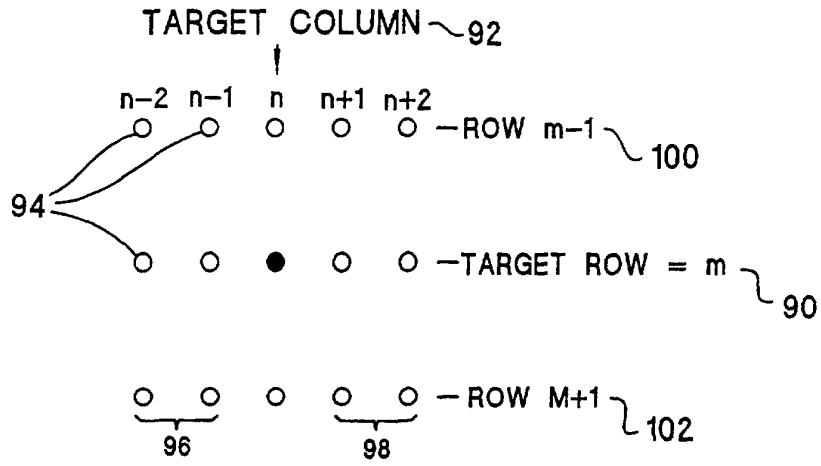 TARGET COLUMN 92
n-2 n-1 n n+1 n+2
ROW m-1 100
94
TARGET ROW = m 90
ROW M+1 102
96 98